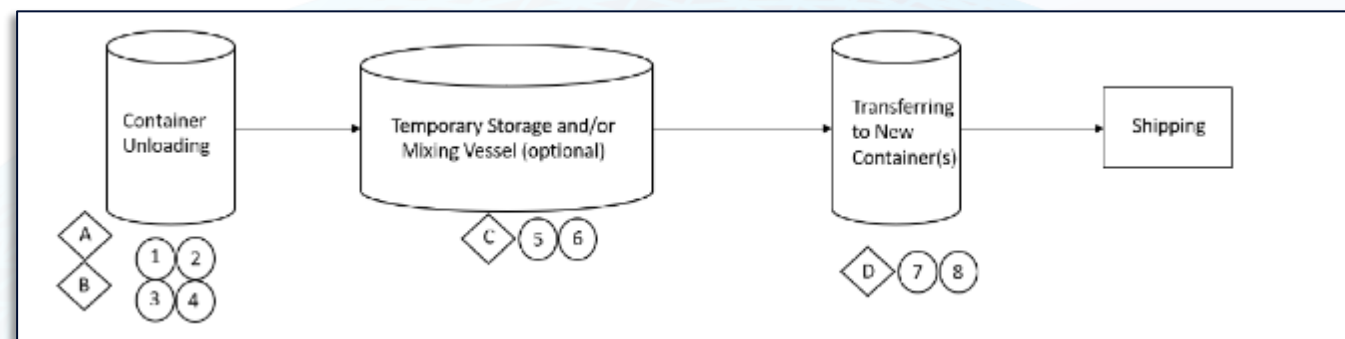 Container
Unloading
Temporary Storage and/or
Mixing Vessel (optional)
Transferring
to New
Container(s)
Shipping
A
B
1 2
3 4
C 5 6
D 7 8